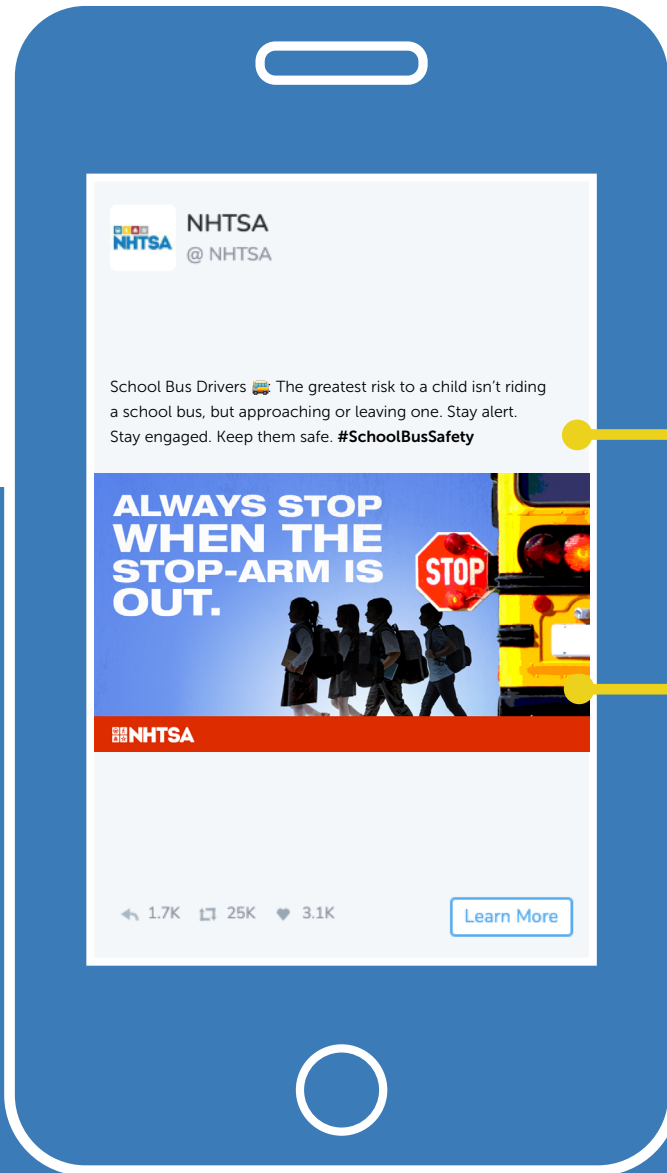 NHTSA
NHTSA
@ NHTSA
School Bus Drivers 🚌: The greatest risk to a child isn’t riding
a school bus, but approaching or leaving one. Stay alert.
Stay engaged. Keep them safe. #SchoolBusSafety
ALWAYS STOP
WHEN THE
STOP-ARM IS
OUT.
STOP
NHTSA
1.7K 25K 3.1K
Learn More